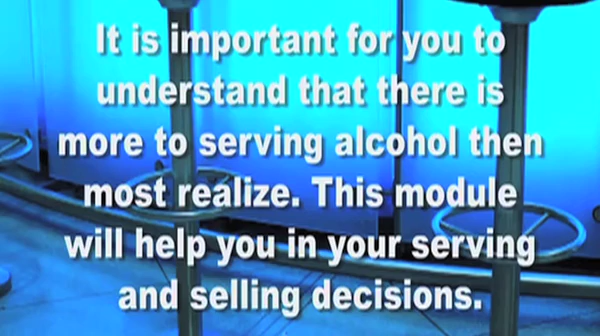 It is important for you to
understand that there is
more to serving alcohol then
most realize. This module
will help you in your serving
and selling decisions.